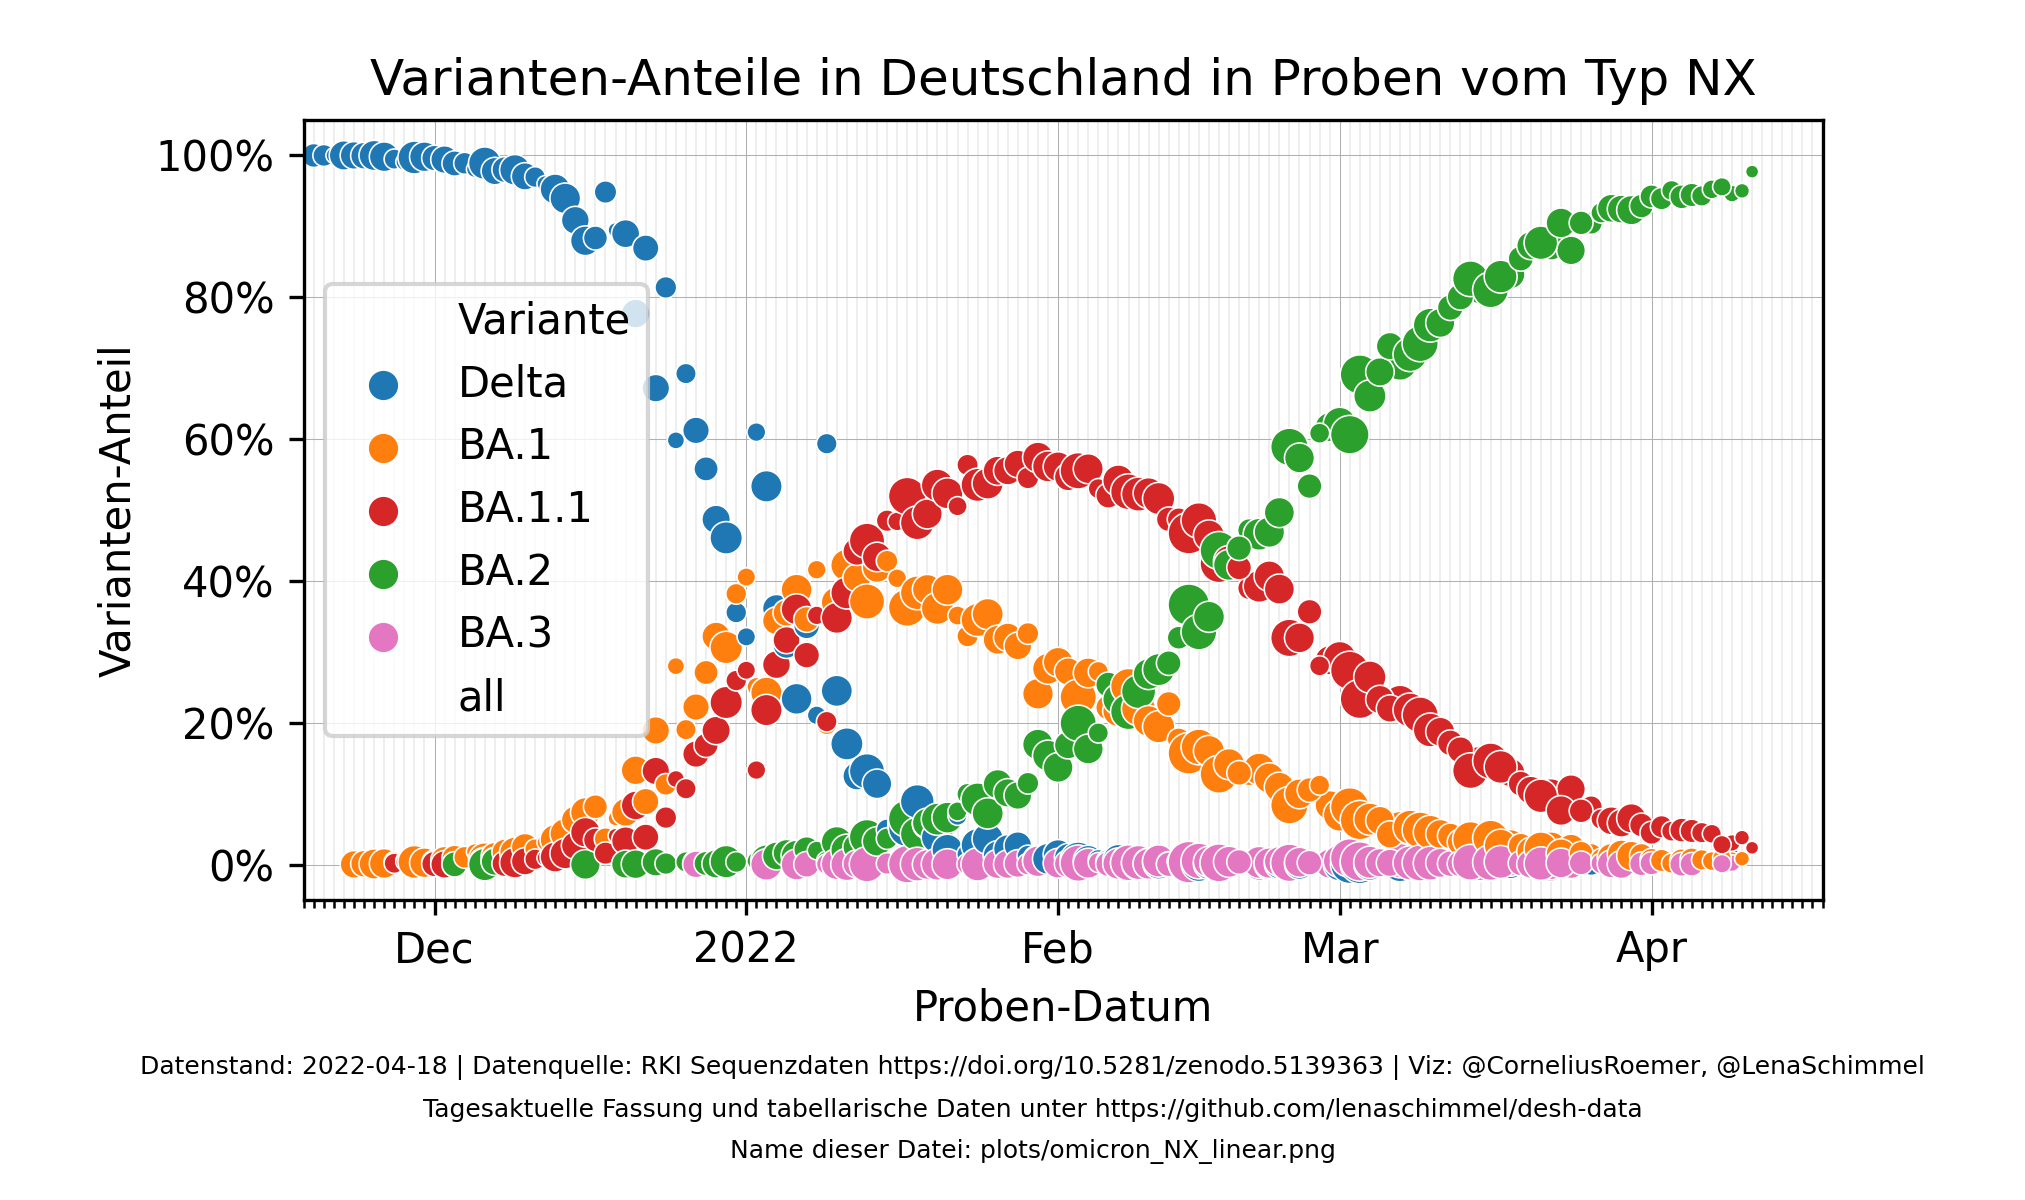 Varianten-Anteile in Deutschland in Proben vom Typ NX
Varianten-Anteil
100%
80%
60%
40%
20%
0%
Variante
Delta
BA.1
BA.1.1
BA.2
BA.3
all
Dec
2022
Feb
Mar
Apr
Proben-Datum
Datenstand: 2022-04-18 | Datenquelle: RKI Sequenzdaten https://doi.org/10.5281/zenodo.5139363 | Viz: @CorneliusRoemer, @LenaSchimmel
Tagesaktuelle Fassung und tabellarische Daten unter https://github.com/lenaschimmel/desh-data
Name dieser Datei: plots/omicron_NX_linear.png